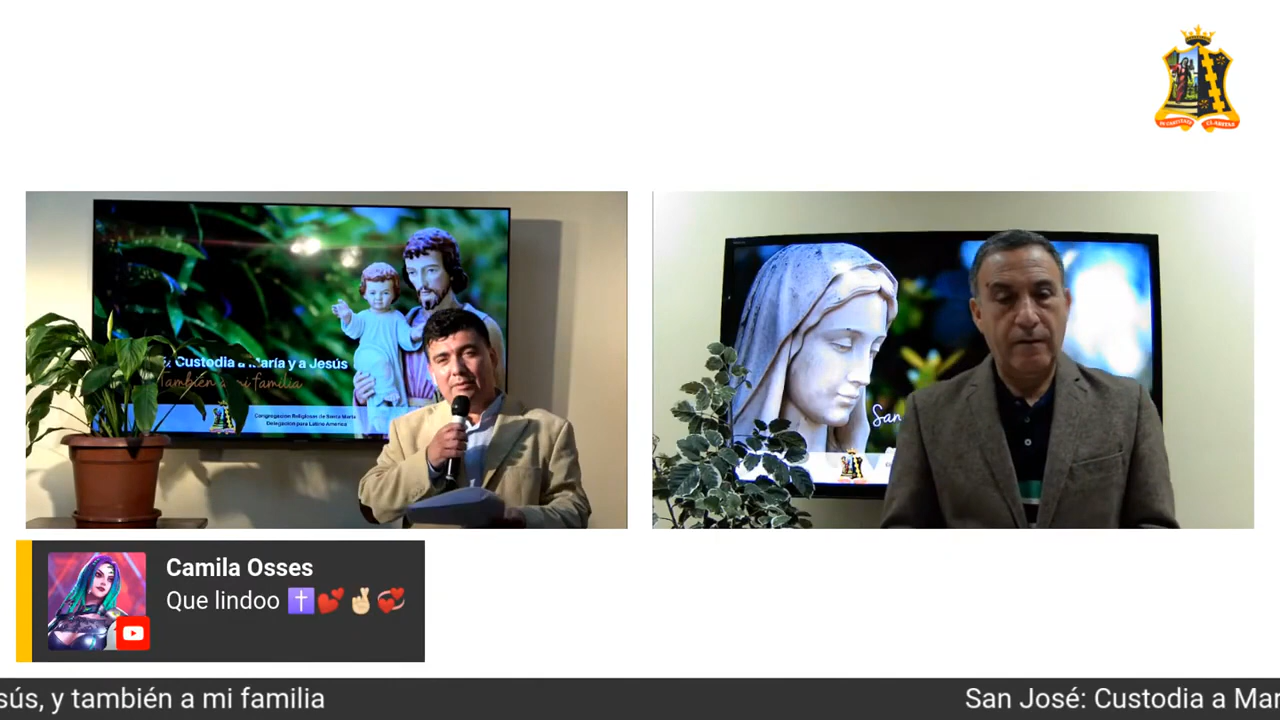 Custodia a María y a Jesús
También a mi familia
Congregación Religiosas de Santa Marta
Delegación para Latino América
San
Camila Osses
Que lindoo ✝️💕🤞🏼💞
sús, y también a mi familia
San José: Custodia a Mar